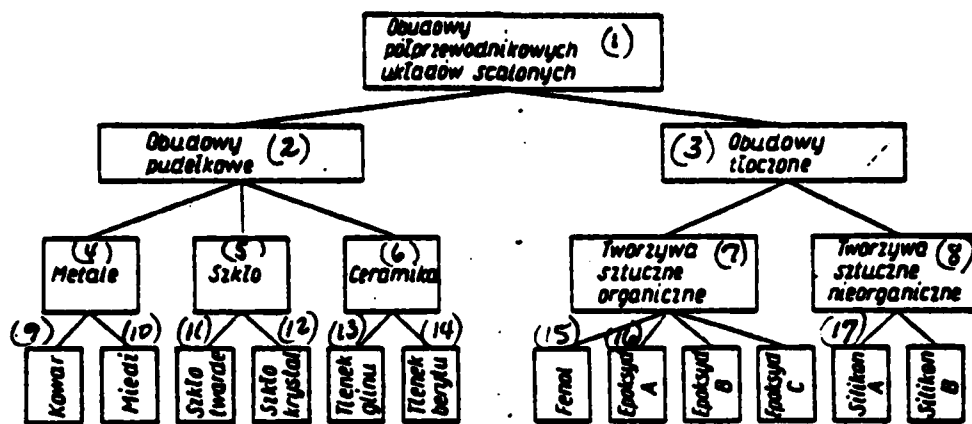 Obudowy
półprzewodnikowych (1)
układów scalonych
Obudowy (2)
pudełkowe
(3) Obudowy
tłoczone
(4)
Metale
(5)
Szkło
(6)
Ceramika
Tworzywa
sztuczne (7)
organiczne
Tworzywa
sztuczne (8)
nieorganiczne
(9)
Kowar
(10)
Miedź
(11)
Szkło
twarde
(12)
Szkło
kryształ
(13)
Tlenek
glinu
(14)
Tlenek
berylu
(15)
Fenol
(16)
Epoksyd
A
Epoksyd
B
Epoksyd
C
(17)
Silikon
A
Silikon
B